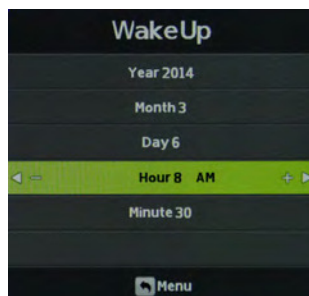 WakeUp
Year 2014
Month 3
Day 6
− Hour 8 AM +
Minute 30
Menu